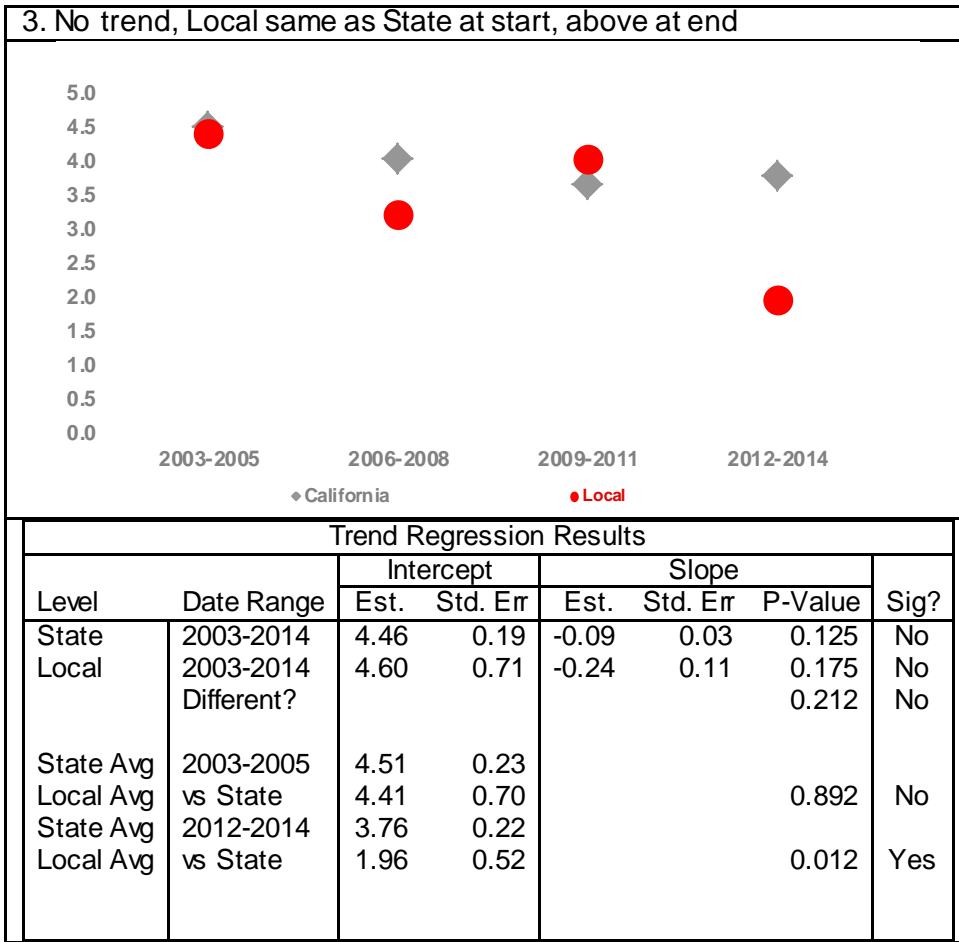 3. No trend, Local same as State at start, above at end
5.0
4.5
4.0
3.5
3.0
2.5
2.0
1.5
1.0
0.5
0.0
2003-2005 2006-2008 2009-2011 2012-2014
California Local
Trend Regression Results
Intercept Slope
Level Date Range Est. Std. Err Est. Std. Err P-Value Sig?
State 2003-2014 4.46 0.19 -0.09 0.03 0.125 No
Local 2003-2014 4.60 0.71 -0.24 0.11 0.175 No
Different? 0.212 No
State Avg 2003-2005 4.51 0.23
Local Avg vs State 4.41 0.70 0.892 No
State Avg 2012-2014 3.76 0.22
Local Avg vs State 1.96 0.52 0.012 Yes